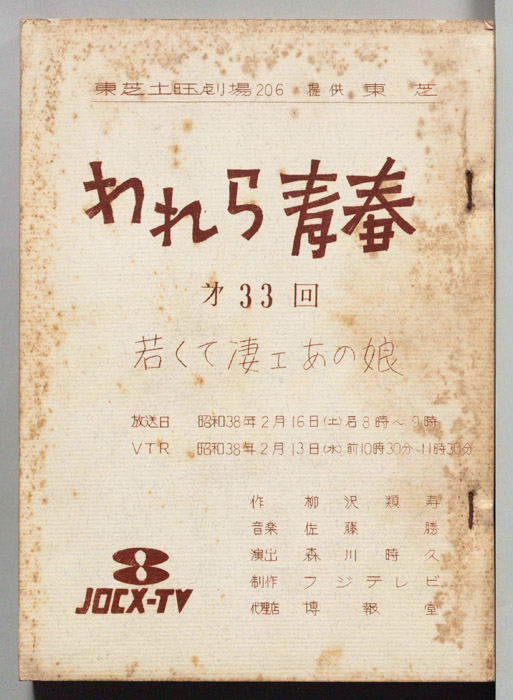 東芝土曜劇場206 提供 東芝
われら青春
才33回
若くて凄エあの娘
放送日 昭和38年2月16日(土)后8時〜9時
VTR 昭和38年2月13日(水)前10時30分〜11時30分
作 柳沢類寿
音楽 佐藤勝
演出 森川時久
制作 フジテレビ
代理店 博報堂
8
JOCX-TV